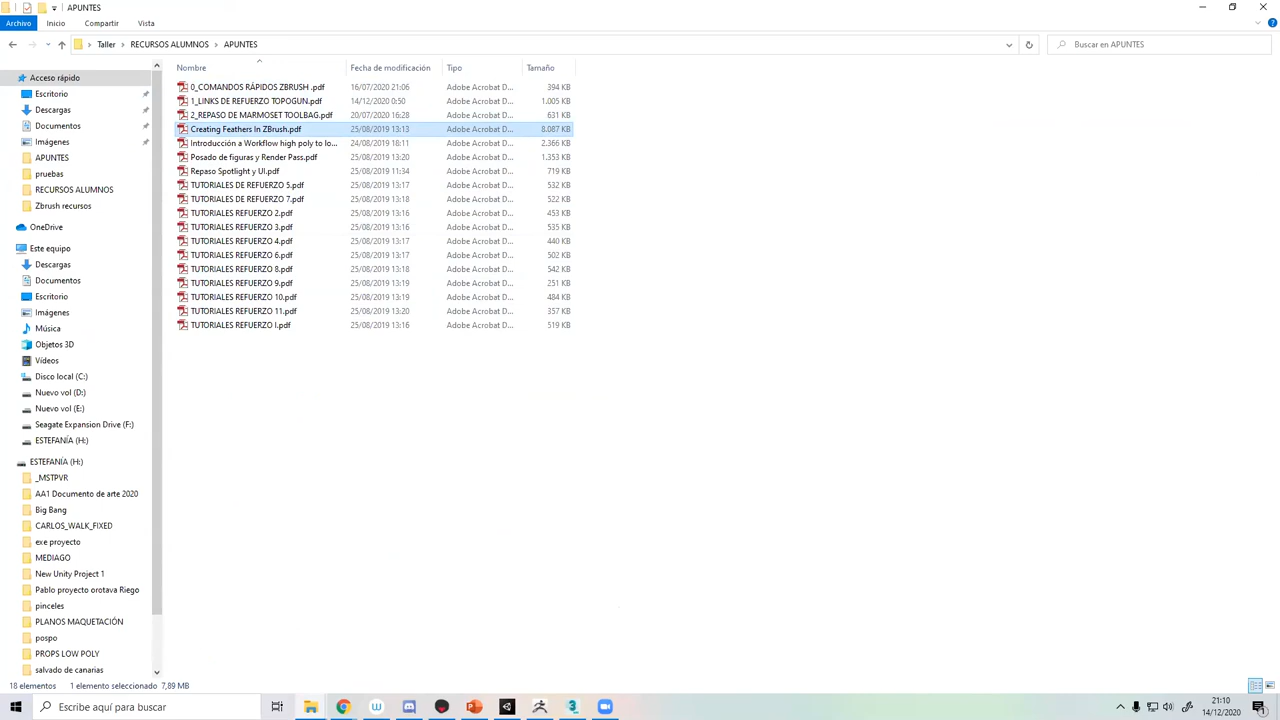 APUNTES
Archivo Inicio Compartir Vista
Taller > RECURSOS ALUMNOS > APUNTES Buscar en APUNTES
Nombre Fecha de modificación Tipo Tamaño
0_COMANDOS RÁPIDOS ZBRUSH .pdf 16/07/2020 21:06 Adobe Acrobat D... 394 KB
1_LINKS DE REFUERZO TOPOGUN.pdf 14/12/2020 0:50 Adobe Acrobat D... 1.005 KB
2_REPASO DE MARMOSET TOOLBAG.pdf 20/07/2020 16:28 Adobe Acrobat D... 631 KB
Creating Feathers In ZBrush.pdf 25/08/2019 13:13 Adobe Acrobat D... 8.087 KB
Introducción a Workflow high poly to lo... 24/08/2019 18:11 Adobe Acrobat D... 2.366 KB
Posado de figuras y Render Pass.pdf 25/08/2019 13:20 Adobe Acrobat D... 1.353 KB
Repaso Spotlight y UI.pdf 25/08/2019 11:34 Adobe Acrobat D... 719 KB
TUTORIALES DE REFUERZO 5.pdf 25/08/2019 13:17 Adobe Acrobat D... 532 KB
TUTORIALES DE REFUERZO 7.pdf 25/08/2019 13:18 Adobe Acrobat D... 522 KB
TUTORIALES REFUERZO 2.pdf 25/08/2019 13:16 Adobe Acrobat D... 453 KB
TUTORIALES REFUERZO 3.pdf 25/08/2019 13:16 Adobe Acrobat D... 535 KB
TUTORIALES REFUERZO 4.pdf 25/08/2019 13:17 Adobe Acrobat D... 440 KB
TUTORIALES REFUERZO 6.pdf 25/08/2019 13:17 Adobe Acrobat D... 502 KB
TUTORIALES REFUERZO 8.pdf 25/08/2019 13:18 Adobe Acrobat D... 542 KB
TUTORIALES REFUERZO 9.pdf 25/08/2019 13:19 Adobe Acrobat D... 251 KB
TUTORIALES REFUERZO 10.pdf 25/08/2019 13:19 Adobe Acrobat D... 484 KB
TUTORIALES REFUERZO 11.pdf 25/08/2019 13:20 Adobe Acrobat D... 357 KB
TUTORIALES REFUERZO I.pdf 25/08/2019 13:16 Adobe Acrobat D... 519 KB
Acceso rápido
Escritorio
Descargas
Documentos
Imágenes
APUNTES
pruebas
RECURSOS ALUMNOS
Zbrush recursos
OneDrive
Este equipo
Descargas
Documentos
Escritorio
Imágenes
Música
Objetos 3D
Vídeos
Disco local (C:)
Nuevo vol (D:)
Nuevo vol (E:)
Seagate Expansion Drive (F:)
ESTEFANÍA (H:)
ESTEFANÍA (H:)
_MSTPVR
AA1 Documento de arte 2020
Big Bang
CARLOS_WALK_FIXED
exe proyecto
MEDIAGO
New Unity Project 1
Pablo proyecto orotava Riego
pinceles
PLANOS MAQUETACIÓN
pospo
PROPS LOW POLY
salvado de canarias
18 elementos 1 elemento seleccionado 7,89 MB
Escribe aquí para buscar
21:10
14/12/2020